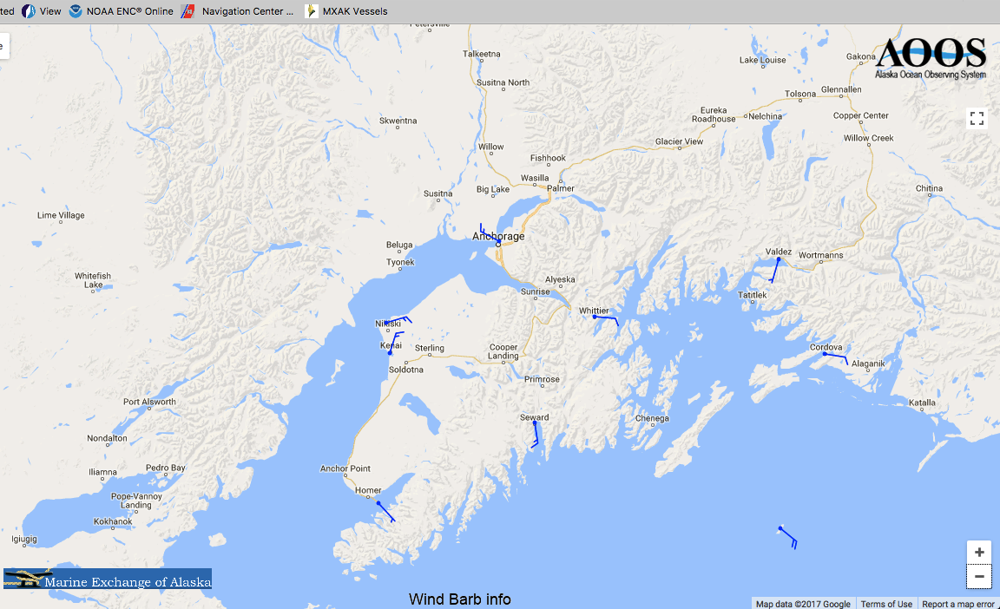 ted View NOAA ENC® Online Navigation Center ... MXAK Vessels
e
Petersville
Talkeetna
Lake Louise
Gakona
AOOS
Alaska Ocean Observing System
Susitna North
Tolsona
Glennallen
Skwentna
Eureka
Roadhouse
Nelchina
Copper Center
Willow
Glacier View
Willow Creek
Fishhook
Wasilla
Big Lake
Palmer
Susitna
Chitina
Lime Village
Anchorage
Beluga
Tyonek
Valdez
Wortmanns
Whitefish
Lake
Alyeska
Sunrise
Tatitlek
Whittier
Nikiski
Kenai
Sterling
Cooper
Landing
Cordova
Alaganik
Soldotna
Primrose
Port Alsworth
Katalla
Seward
Chenega
Nondalton
Iliamna
Pedro Bay
Anchor Point
Homer
Pope-Vannoy
Landing
Kokhanok
Igiugig
+
−
Marine Exchange of Alaska
Wind Barb info
Map data ©2017 Google Terms of Use Report a map error